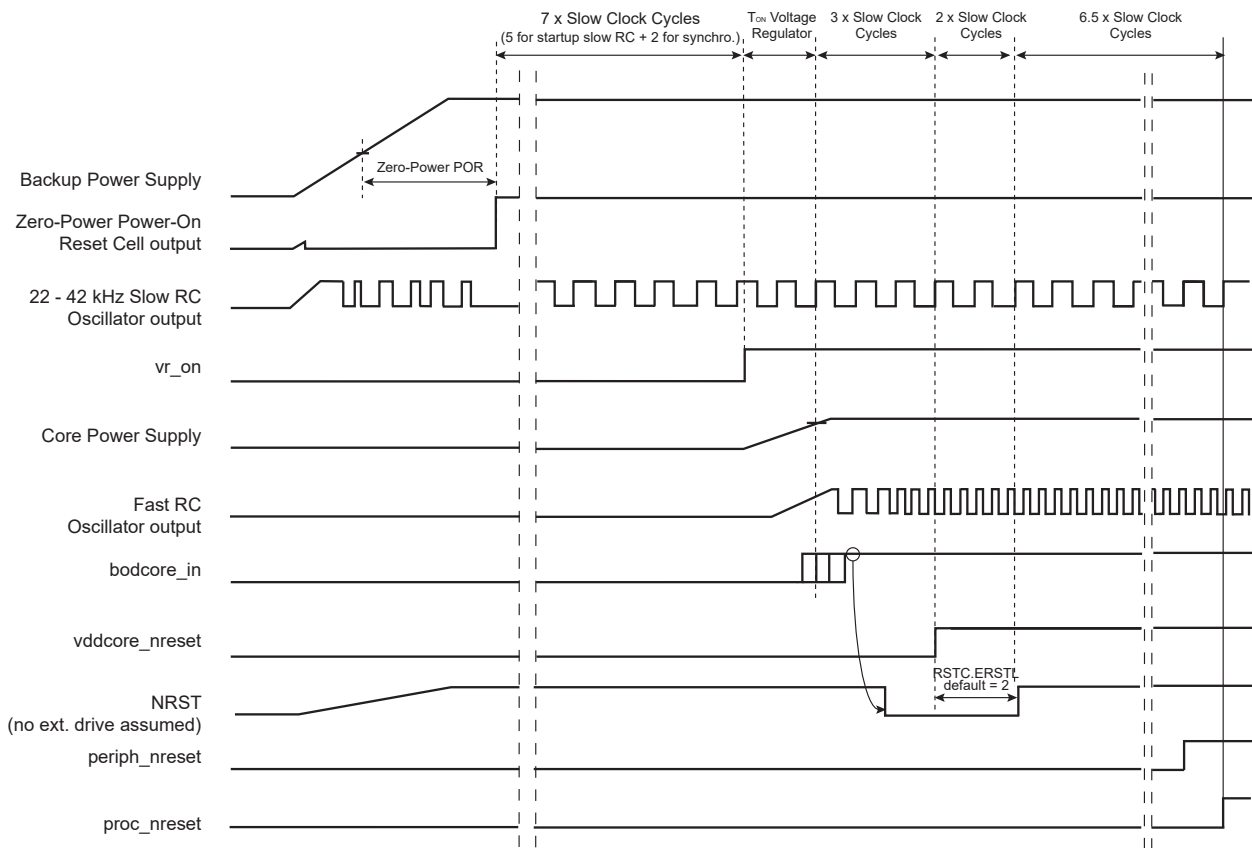 7 x Slow Clock Cycles
(5 for startup slow RC + 2 for synchro.)
TON Voltage
Regulator
3 x Slow Clock
Cycles
2 x Slow Clock
Cycles
6.5 x Slow Clock
Cycles
Zero-Power POR
Backup Power Supply
Zero-Power Power-On
Reset Cell output
22 - 42 kHz Slow RC
Oscillator output
vr_on
Core Power Supply
Fast RC
Oscillator output
bodcore_in
vddcore_nreset
RSTC.ERSTL
default = 2
NRST
(no ext. drive assumed)
periph_nreset
proc_nreset